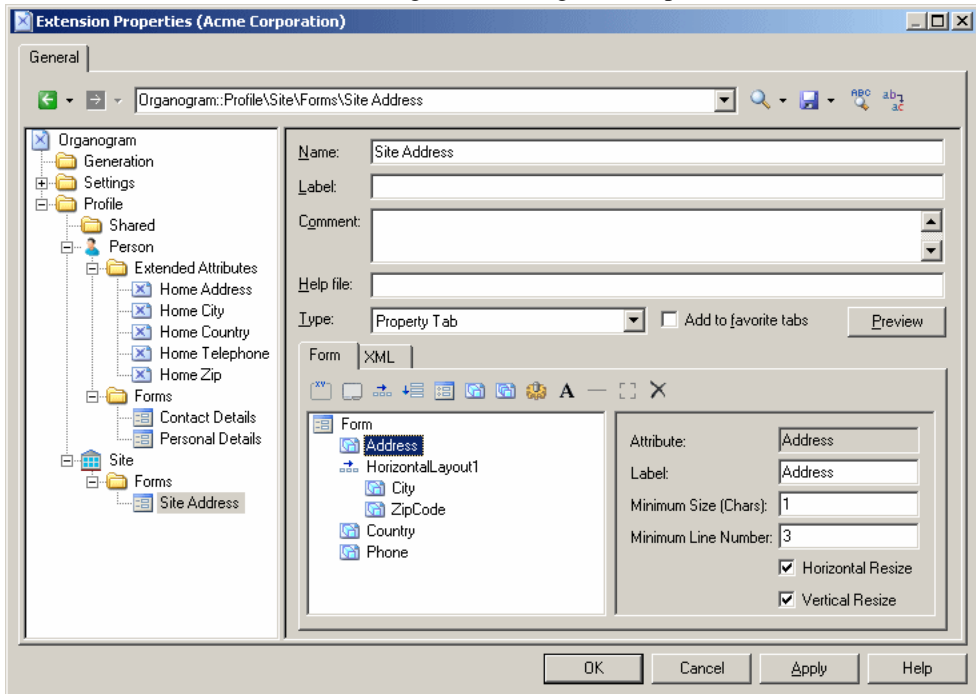 Extension Properties (Acme Corporation)
General
Organogram::Profile\Site\Forms\Site Address
ABC
ab
ac
Organogram
Generation
Settings
Profile
Shared
Person
Extended Attributes
Home Address
Home City
Home Country
Home Telephone
Home Zip
Forms
Contact Details
Personal Details
Site
Forms
Site Address
Name: Site Address
Label:
Comment:
Help file:
Type: Property Tab Add to favorite tabs Preview
Form XML
A
Form
Address
HorizontalLayout1
City
ZipCode
Country
Phone
Attribute: Address
Label: Address
Minimum Size (Chars): 1
Minimum Line Number: 3
Horizontal Resize
Vertical Resize
OK Cancel Apply Help